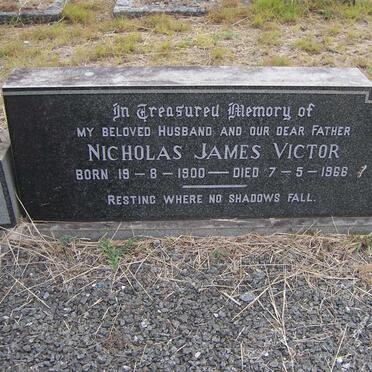 In Treasured Memory of
MY BELOVED HUSBAND AND OUR DEAR FATHER
NICHOLAS JAMES VICTOR
BORN 19-8-1900 — DIED 7-5-1966
RESTING WHERE NO SHADOWS FALL.